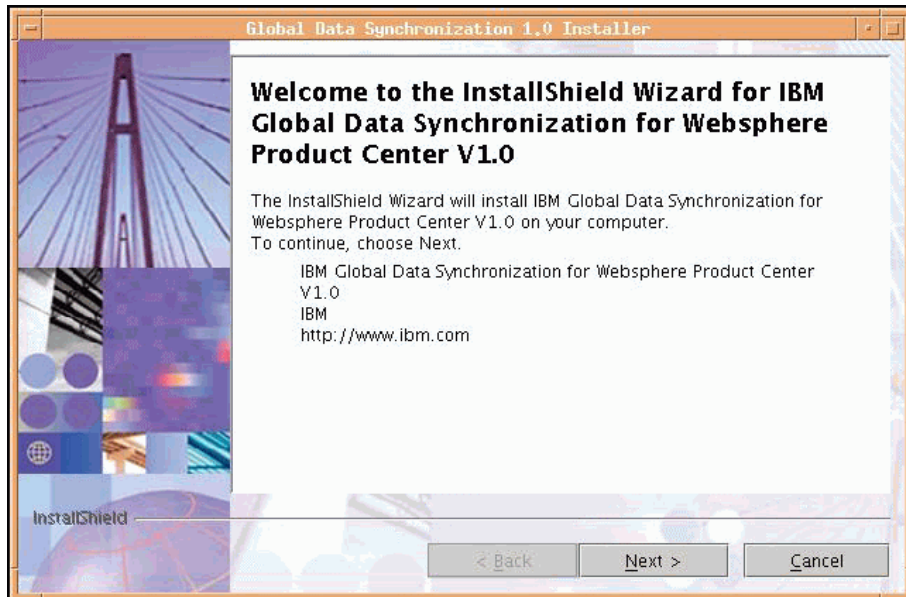 Global Data Synchronization 1.0 Installer
Welcome to the InstallShield Wizard for IBM
Global Data Synchronization for Websphere
Product Center V1.0
The InstallShield Wizard will install IBM Global Data Synchronization for
Websphere Product Center V1.0 on your computer.
To continue, choose Next.
IBM Global Data Synchronization for Websphere Product Center
V1.0
IBM
http://www.ibm.com
InstallShield
< Back
Next >
Cancel